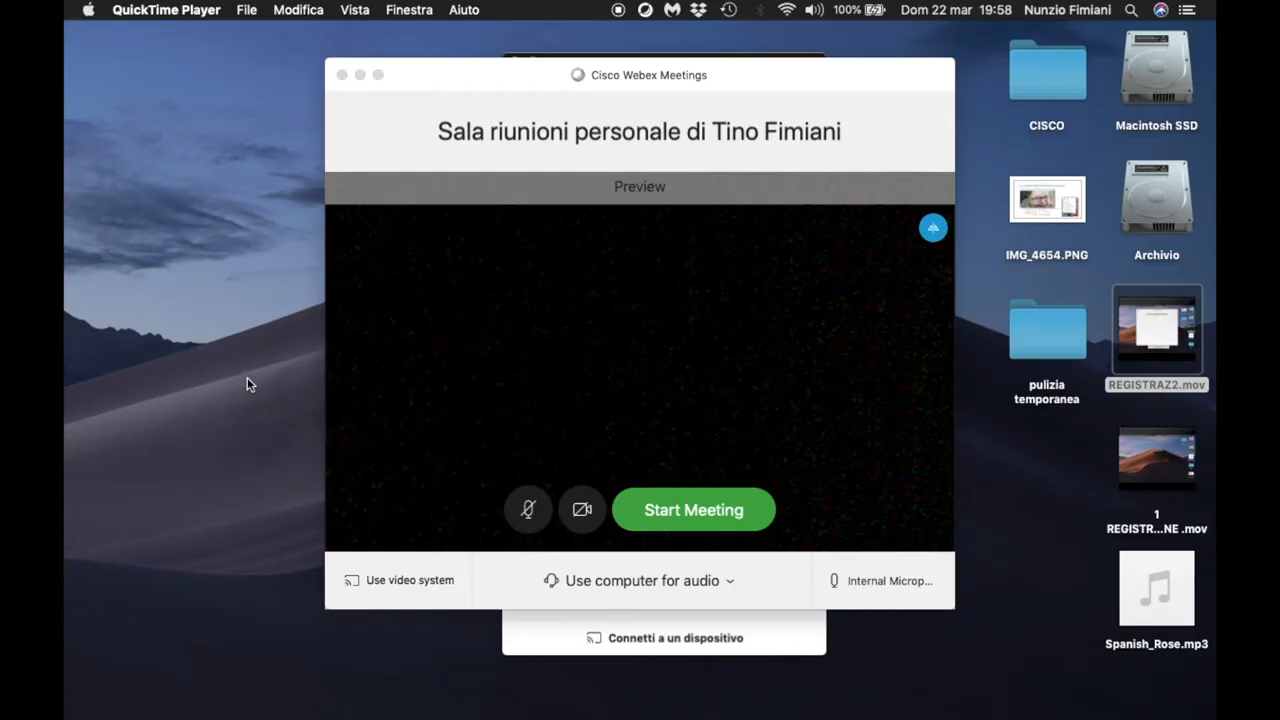 QuickTime Player File Modifica Vista Finestra Aiuto 100% Dom 22 mar 19:58 Nunzio Fimiani
Cisco Webex Meetings
Sala riunioni personale di Tino Fimiani
Preview
Start Meeting
Use video system
Use computer for audio
Internal Microp...
Connetti a un dispositivo
CISCO
Macintosh SSD
IMG_4654.PNG
Archivio
pulizia
temporanea
REGISTRAZ2.mov
1
REGISTR...NE .mov
Spanish_Rose.mp3